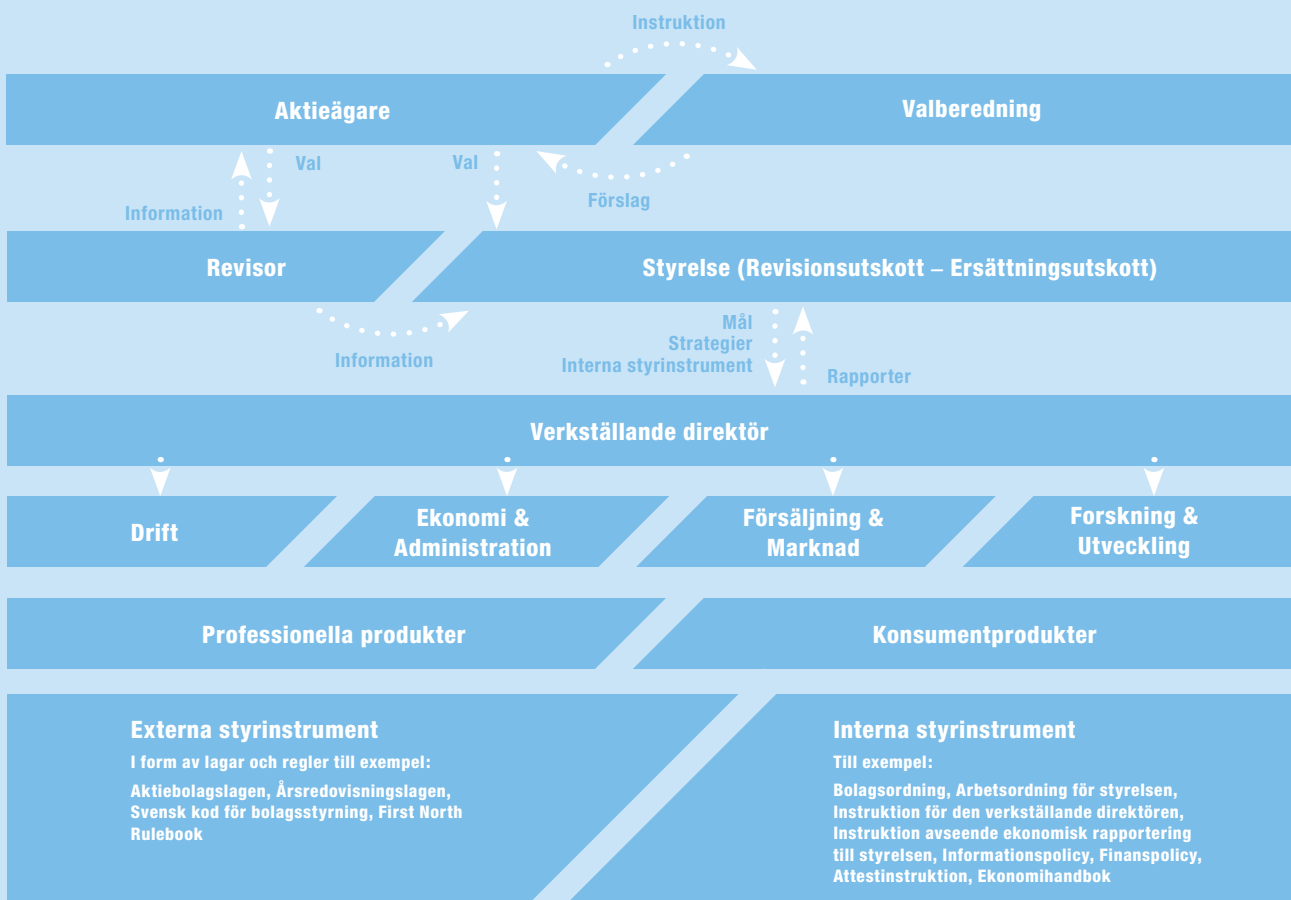 Instruktion
Aktieägare
Valberedning
Val
Val
Förslag
Information
Revisor
Styrelse (Revisionsutskott – Ersättningsutskott)
Information
Mål
Strategier
Interna styrinstrument
Rapporter
Verkställande direktör
Drift
Ekonomi &
Administration
Försäljning &
Marknad
Forskning &
Utveckling
Professionella produkter
Konsumentprodukter
Externa styrinstrument
I form av lagar och regler till exempel:
Aktiebolagslagen, Årsredovisningslagen,
Svensk kod för bolagsstyrning, First North
Rulebook
Interna styrinstrument
Till exempel:
Bolagsordning, Arbetsordning för styrelsen,
Instruktion för den verkställande direktören,
Instruktion avseende ekonomisk rapportering
till styrelsen, Informationspolicy, Finanspolicy,
Attestinstruktion, Ekonomihandbok